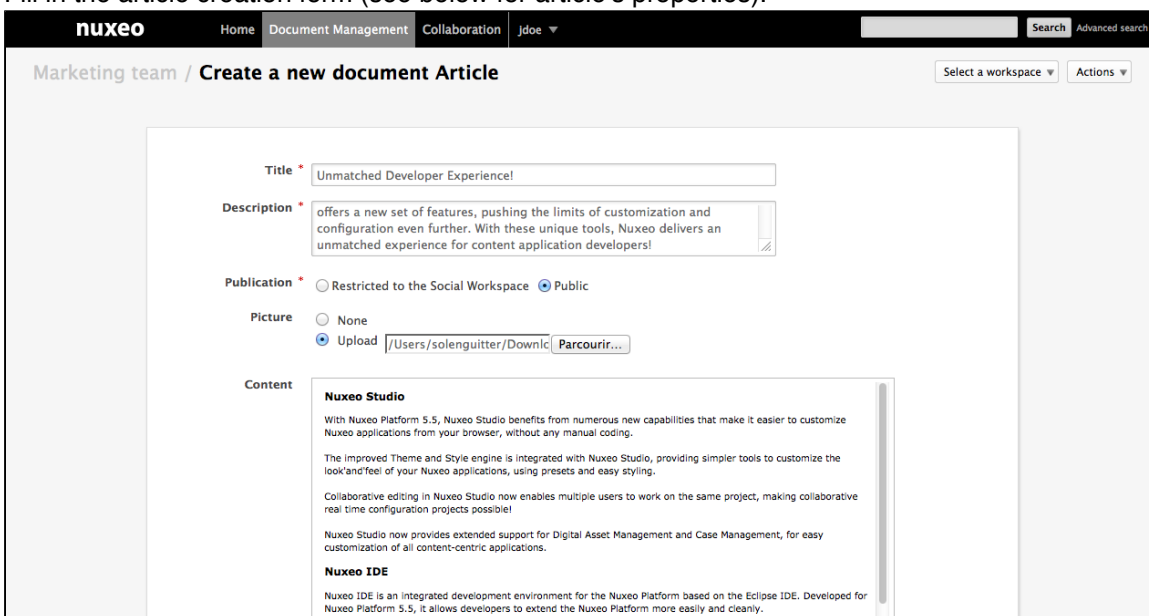 Fill in the article creation form (see below for article's properties).
nuxeo Home Document Management Collaboration Jdoe Search Advanced search
Marketing team / Create a new document Article Select a workspace Actions
Title * Unmatched Developer Experience!
Description * offers a new set of features, pushing the limits of customization and
configuration even further. With these unique tools, Nuxeo delivers an
unmatched experience for content application developers!
Publication * Restricted to the Social Workspace Public
Picture None
Upload /Users/solenguitter/Downlo Parcourir...
Content
Nuxeo Studio
With Nuxeo Platform 5.5, Nuxeo Studio benefits from numerous new capabilities that make it easier to customize
Nuxeo applications from your browser, without any manual coding.
The improved Theme and Style engine is integrated with Nuxeo Studio, providing simpler tools to customize the
look'and'feel of your Nuxeo applications, using presets and easy styling.
Collaborative editing in Nuxeo Studio now enables multiple users to work on the same project, making collaborative
real time configuration projects possible!
Nuxeo Studio now provides extended support for Digital Asset Management and Case Management, for easy
customization of all content-centric applications.
Nuxeo IDE
Nuxeo IDE is an integrated development environment for the Nuxeo Platform based on the Eclipse IDE. Developed for
Nuxeo Platform 5.5, it allows developers to extend the Nuxeo Platform more easily and cleanly.